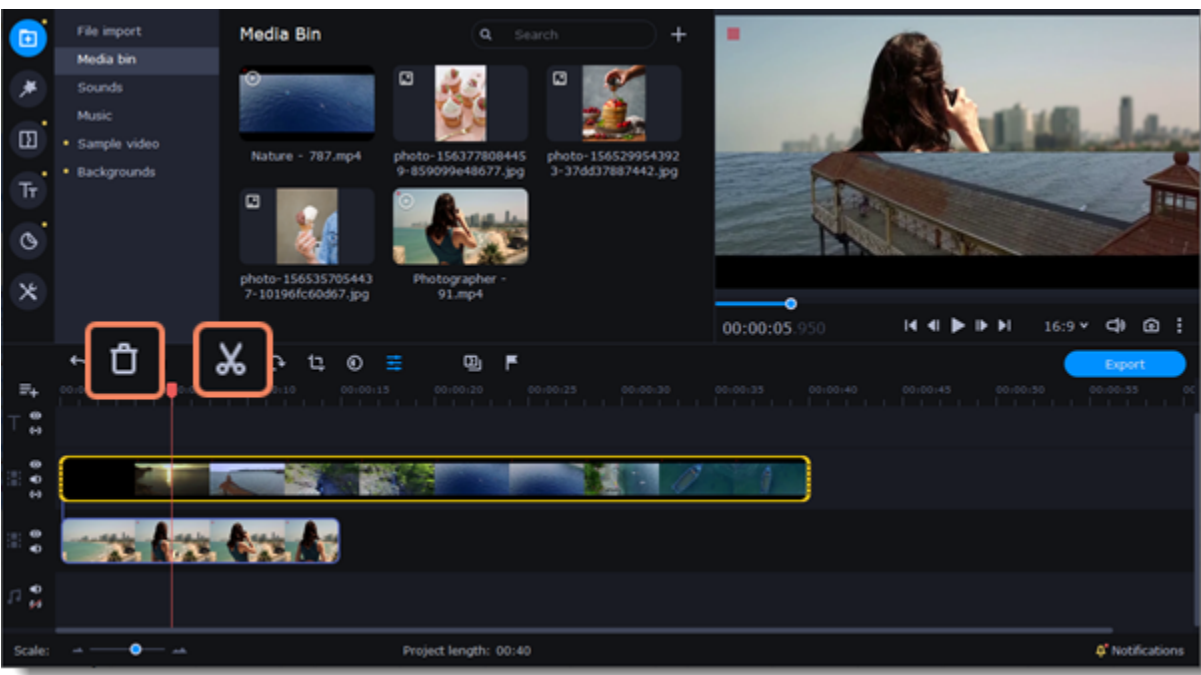 File import
Media bin
Sounds
Music
Sample video
Backgrounds
Media Bin
Search
Nature - 787.mp4
photo-156377808445
9-859099e48677.jpg
photo-156529954392
3-37dd37887442.jpg
photo-156535705443
7-10196fc60d67.jpg
Photographer -
91.mp4
00:00:05.950
16:9
Export
00:00:15 00:00:20 00:00:25 00:00:30 00:00:35 00:00:40 00:00:45 00:00:50 00:00:55
Scale:
Project length: 00:40
Notifications